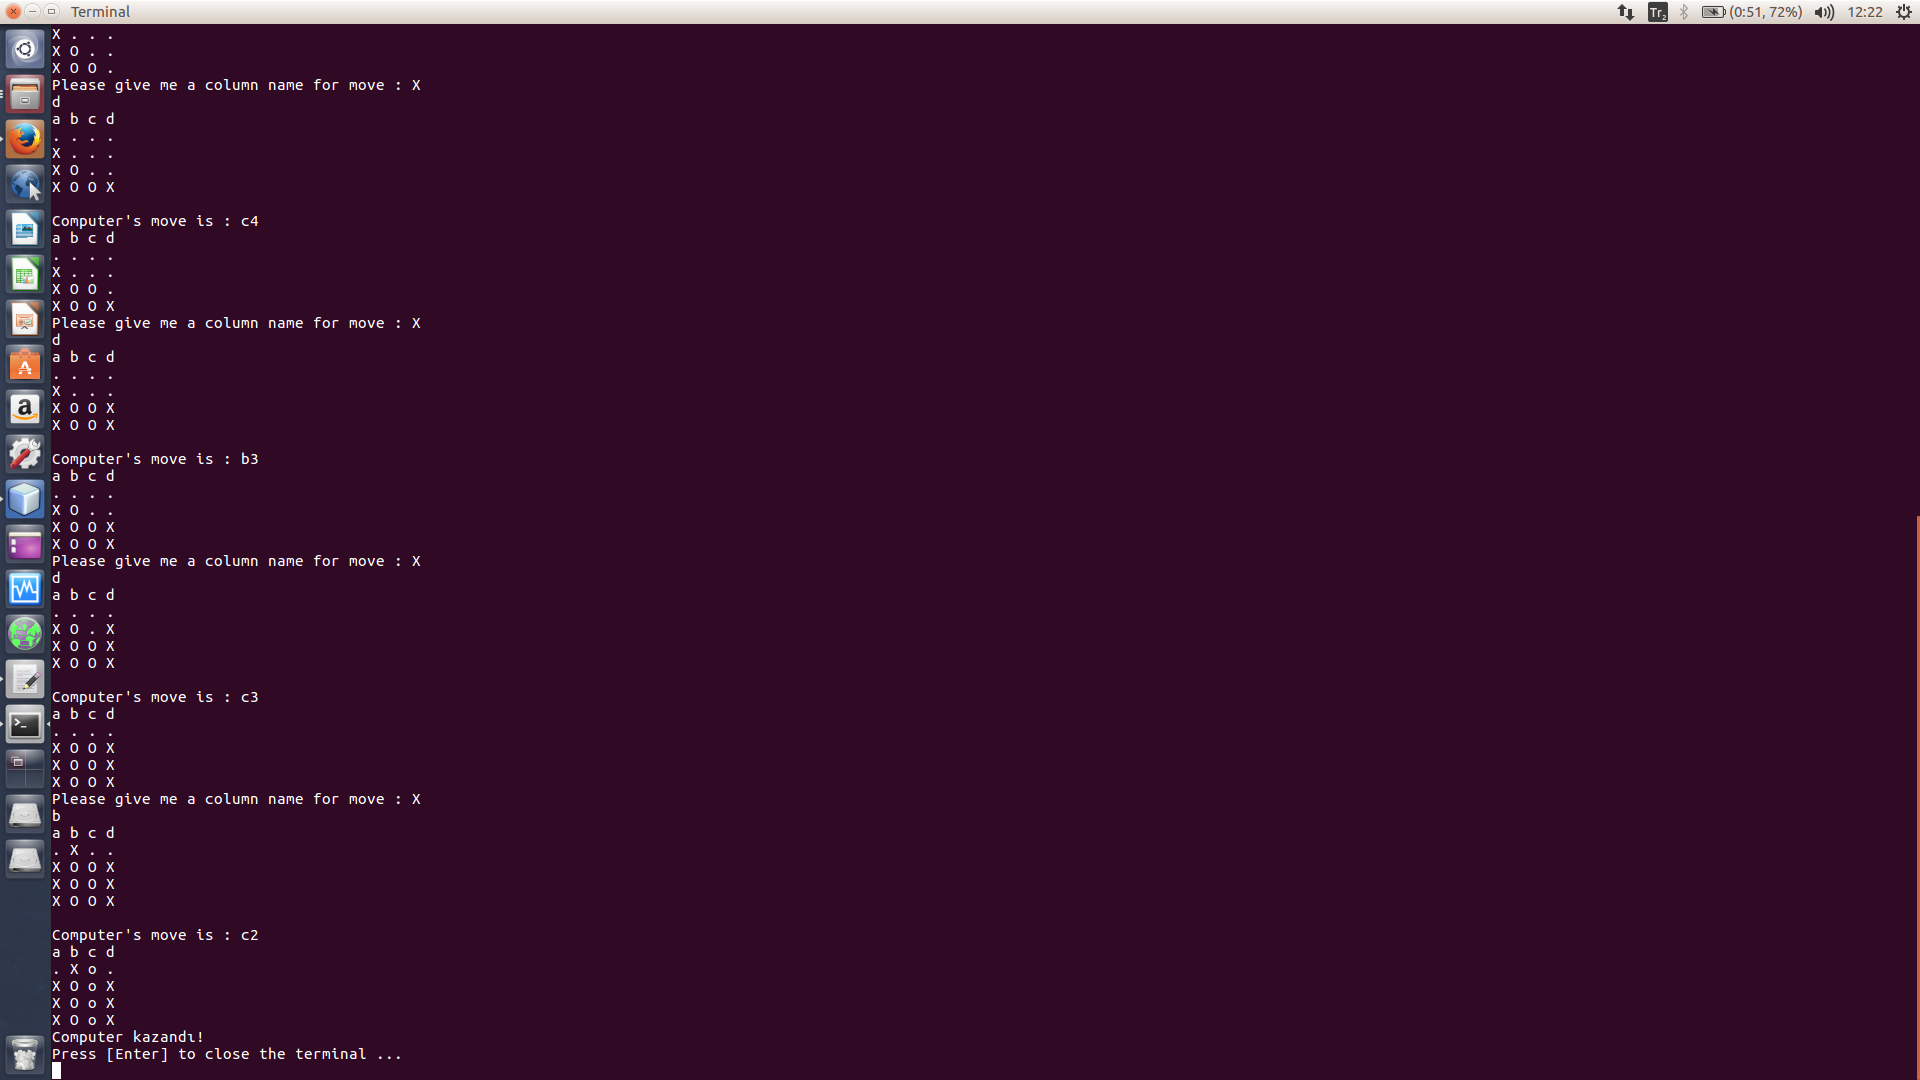 Terminal
Tr2
(0:51, 72%)
12:22
X . . .
X O . .
X O O .
Please give me a column name for move : X
d
a b c d
. . . .
X . . .
X O . .
X O O X
Computer's move is : c4
a b c d
. . . .
X . . .
X O O .
X O O X
Please give me a column name for move : X
d
a b c d
. . . .
X . . .
X O O X
X O O X
Computer's move is : b3
a b c d
. . . .
X O . .
X O O X
X O O X
Please give me a column name for move : X
d
a b c d
. . . .
X O . X
X O O X
X O O X
Computer's move is : c3
a b c d
. . . .
X O O X
X O O X
X O O X
Please give me a column name for move : X
b
a b c d
. X . .
X O O X
X O O X
X O O X
Computer's move is : c2
a b c d
. X o .
X O o X
X O o X
X O o X
Computer kazandı!
Press [Enter] to close the terminal ...